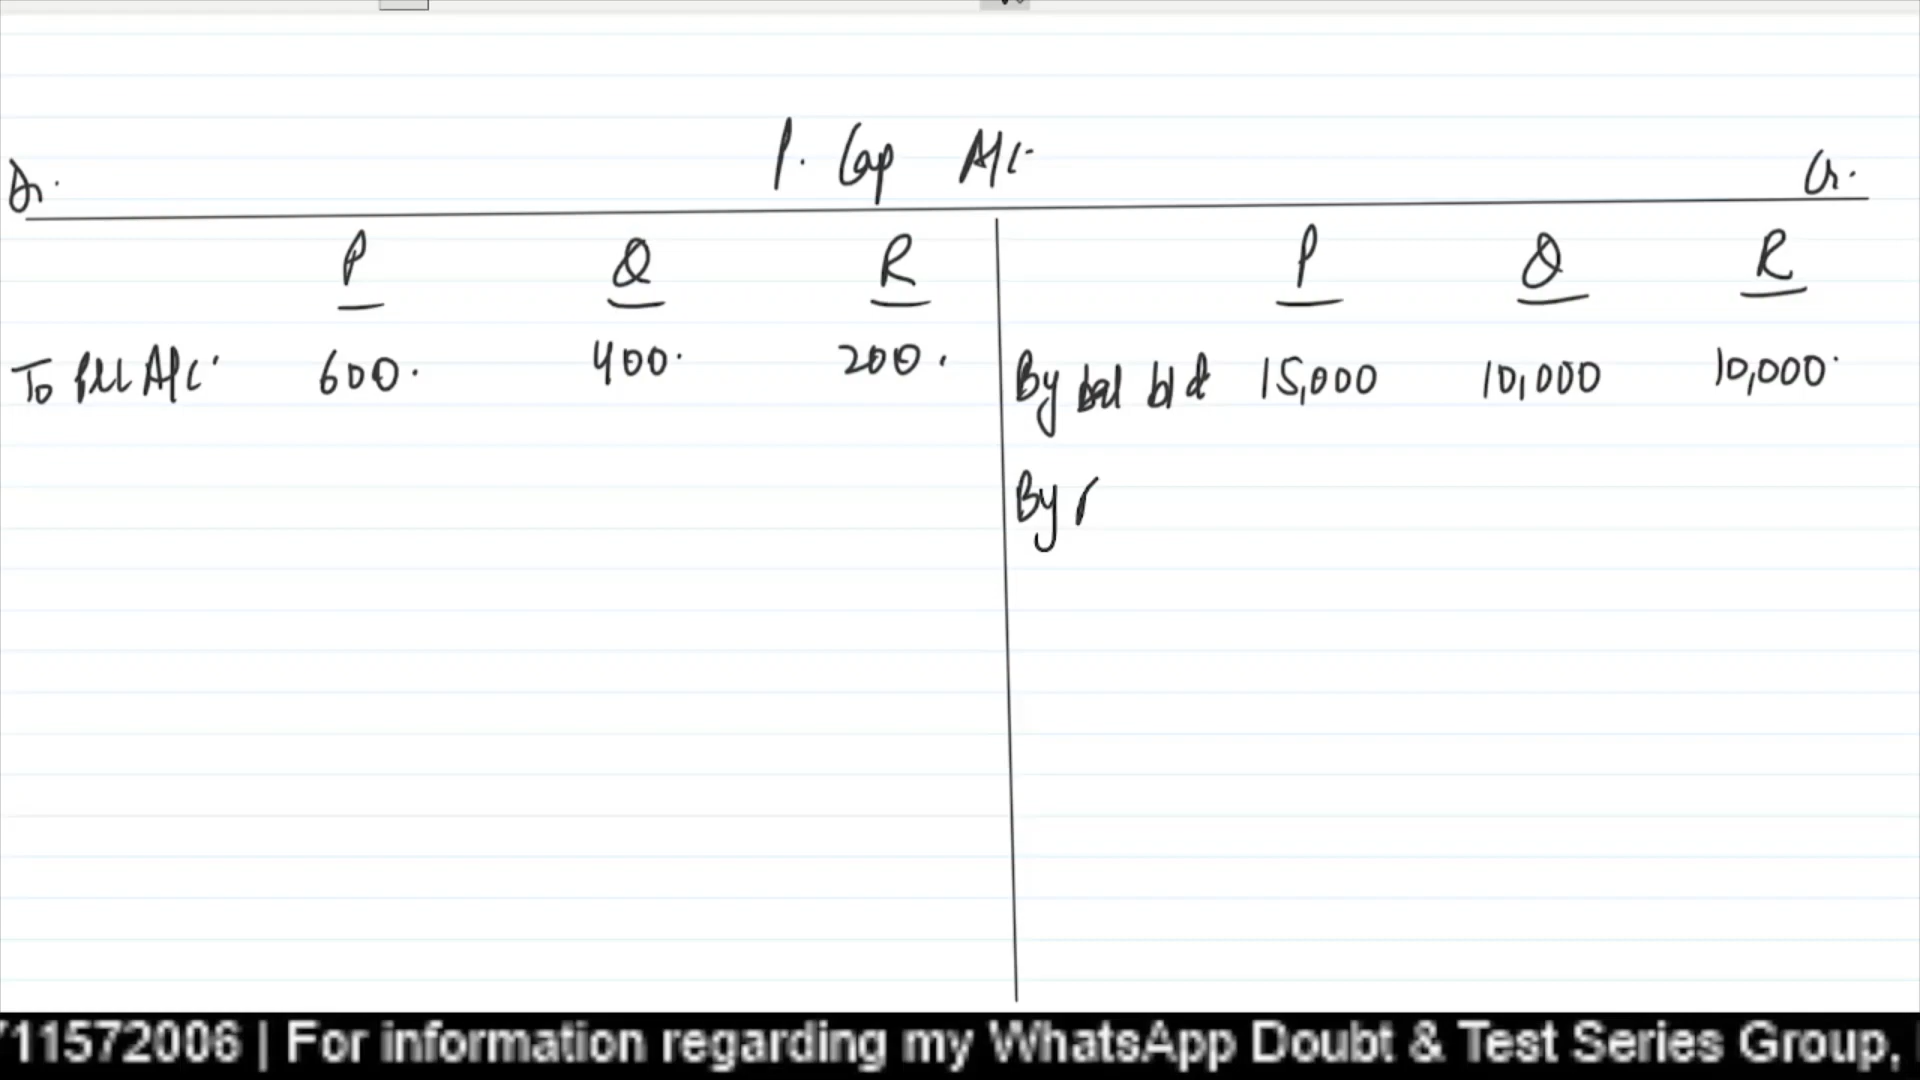 P. Cap A/c
Dr. Cr.
P Q R P Q R
To A/c 600. 400. 200. By bal b/d 15,000 10,000 10,000
By
711572006 | For information regarding my WhatsApp Doubt & Test Series Group,